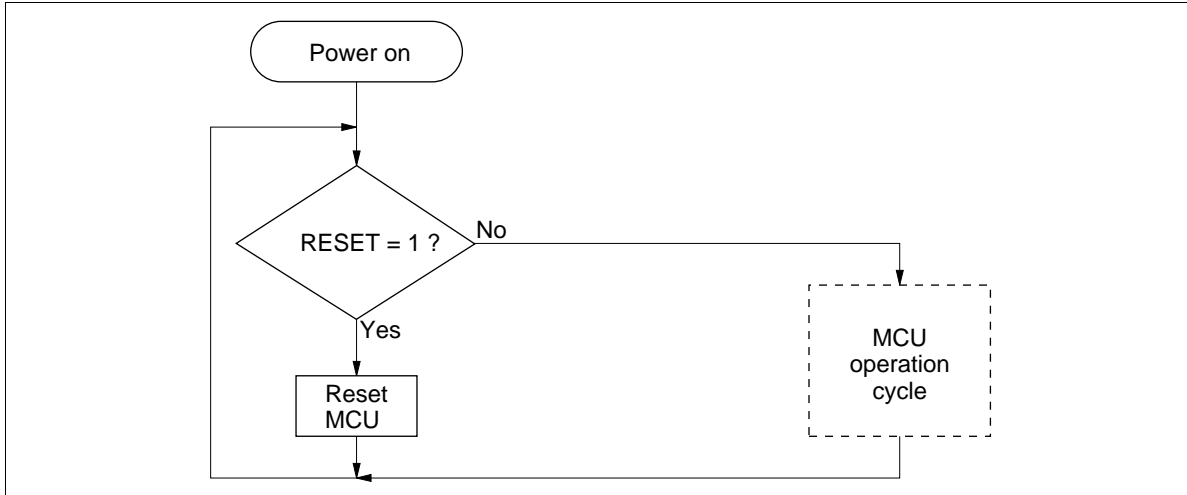 Power on
RESET = 1 ?
No
Yes
Reset
MCU
MCU
operation
cycle